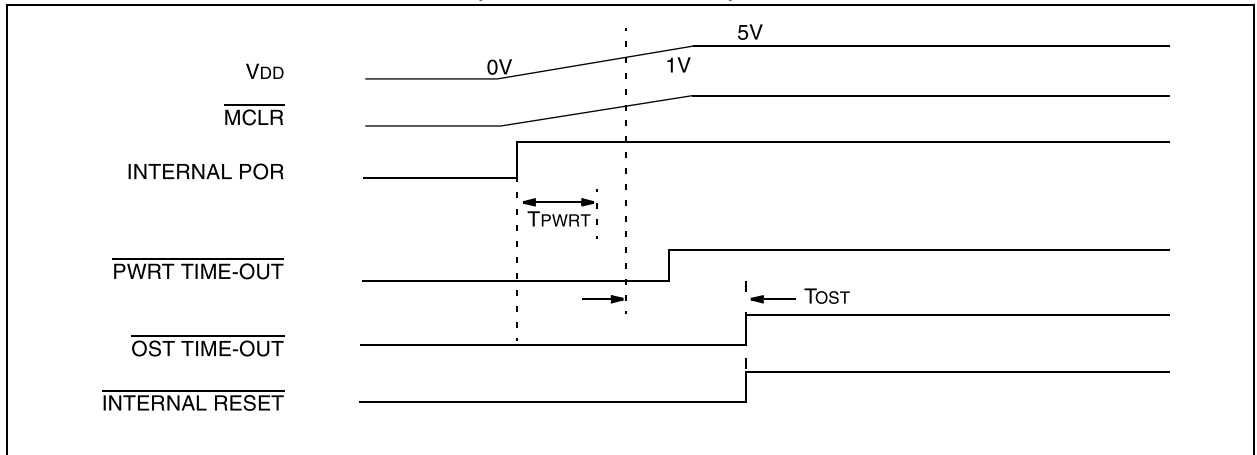 5V
0V
1V
VDD
MCLR
INTERNAL POR
TPWRT
PWRT TIME-OUT
TOST
OST TIME-OUT
INTERNAL RESET